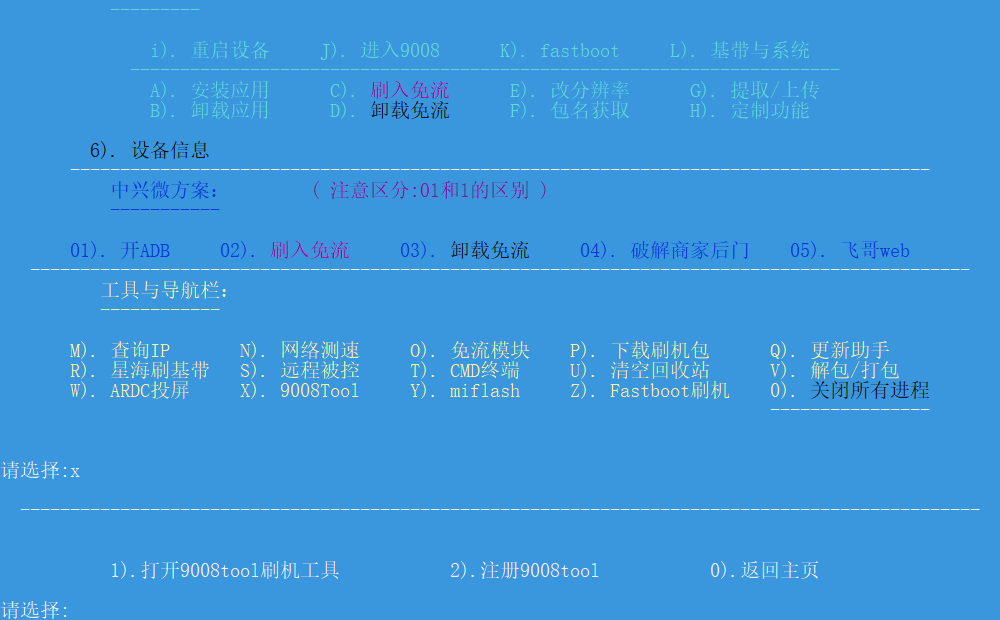 i). 重启设备 J). 进入9008 K). fastboot L). 基带与系统
A). 安装应用 C). 刷入免流 E). 改分辨率 G). 提取/上传
B). 卸载应用 D). 卸载免流 F). 包名获取 H). 定制功能
6). 设备信息
中兴微方案: ( 注意区分:01和1的区别 )
01). 开ADB 02). 刷入免流 03). 卸载免流 04). 破解商家后门 05). 飞哥web
工具与导航栏:
M). 查询IP N). 网络测速 O). 免流模块 P). 下载刷机包 Q). 更新助手
R). 星海刷基带 S). 远程被控 T). CMD终端 U). 清空回收站 V). 解包/打包
W). ARDC投屏 X). 9008Tool Y). miflash Z). Fastboot刷机 0). 关闭所有进程
请选择:x
1).打开9008tool刷机工具 2).注册9008tool 0).返回主页
请选择: